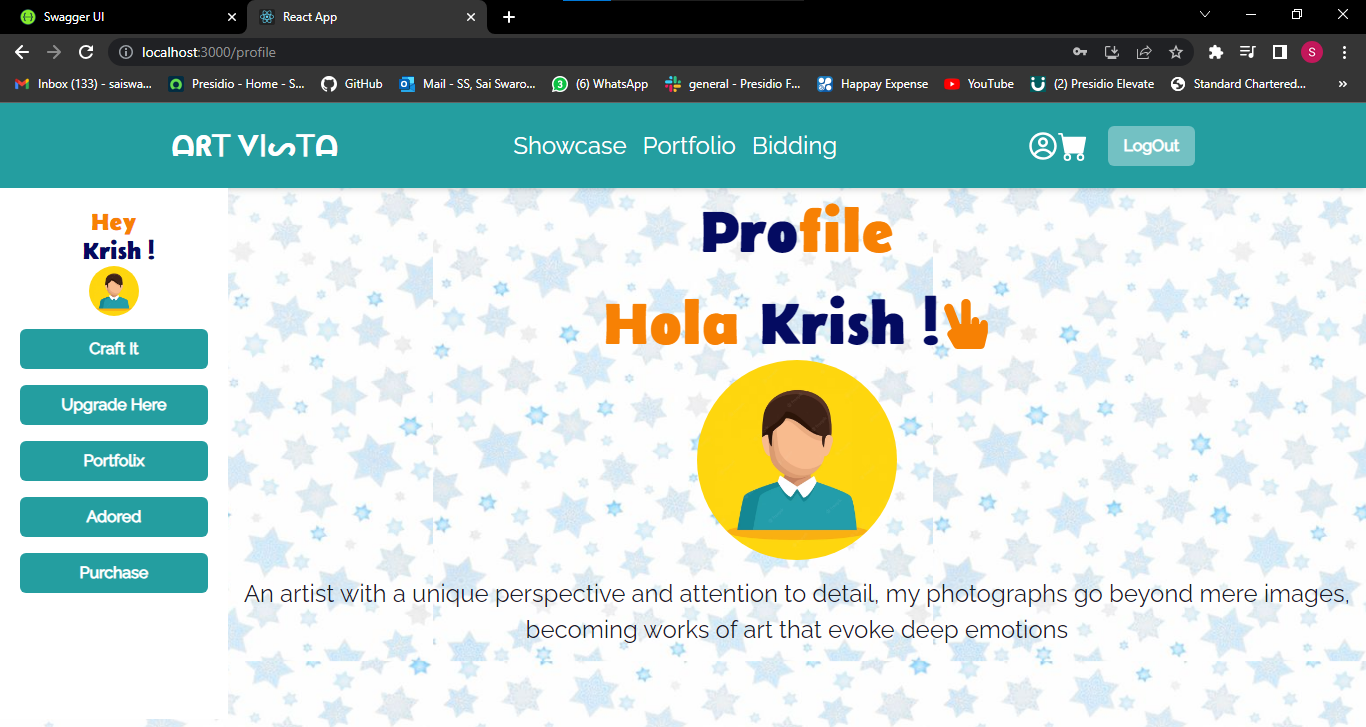 Swagger UI
React App
localhost:3000/profile
S
Inbox (133) - saiswa...
Presidio - Home - S...
GitHub
Mail - SS, Sai Swaro...
(6) WhatsApp
general - Presidio F...
Happay Expense
YouTube
(2) Presidio Elevate
Standard Chartered...
»
ART VISTA
Showcase Portfolio Bidding
LogOut
Hey
Krish !
Craft It
Upgrade Here
Portfolix
Adored
Purchase
Profile
Hola Krish !
An artist with a unique perspective and attention to detail, my photographs go beyond mere images,
becoming works of art that evoke deep emotions